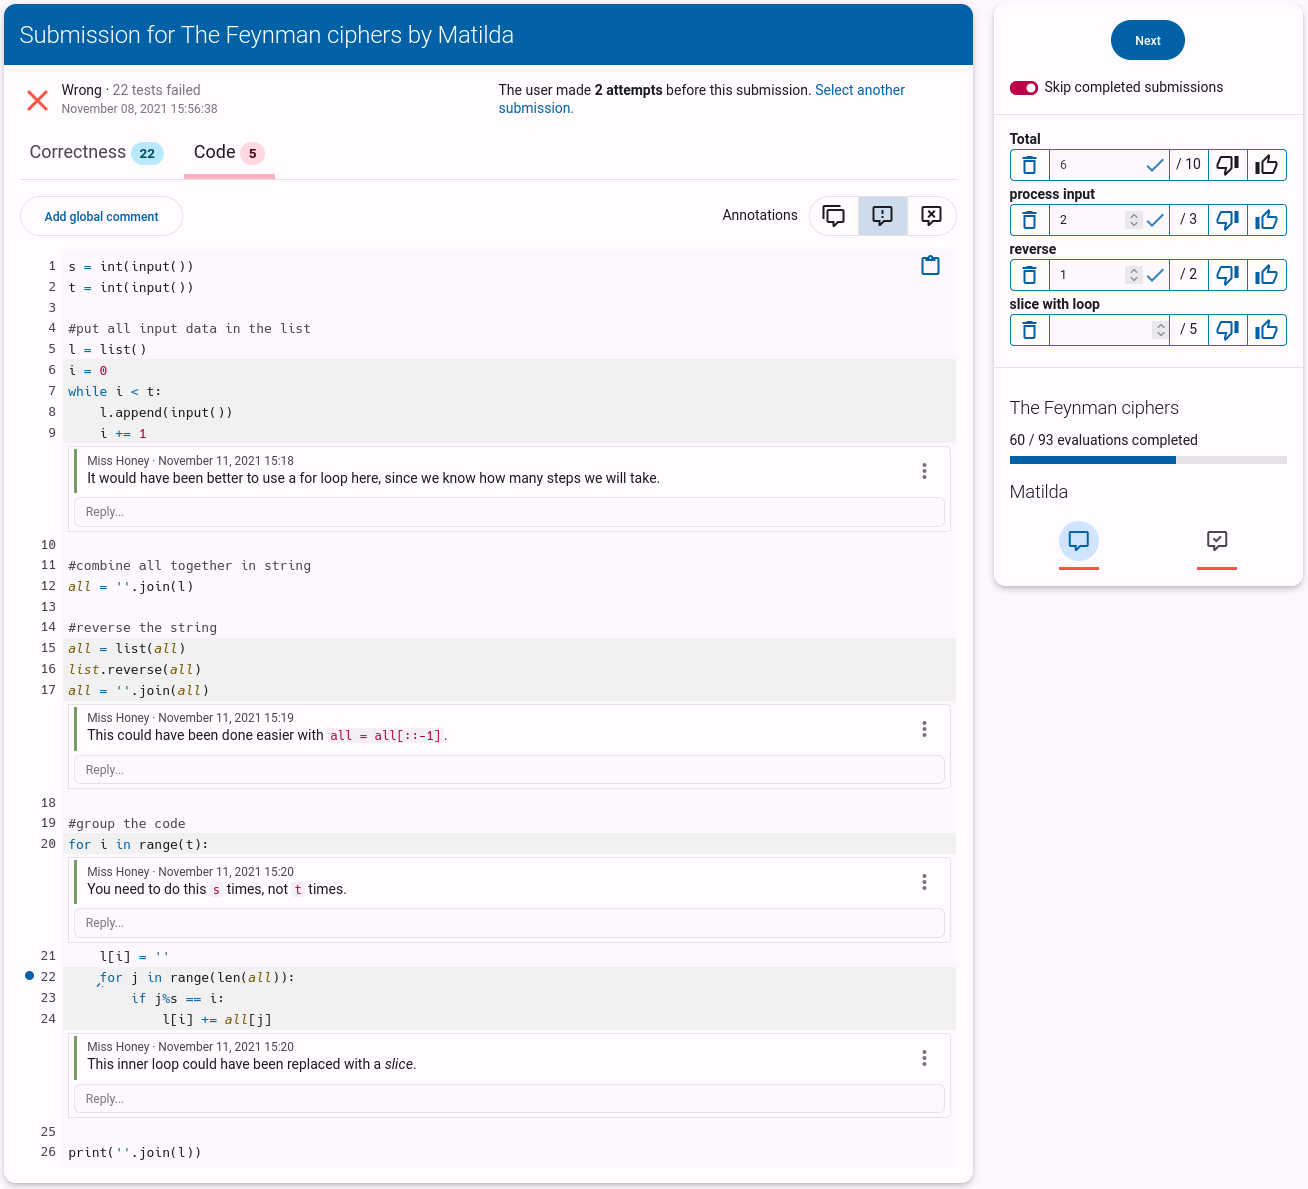 Submission for The Feynman ciphers by Matilda
Wrong · 22 tests failed
November 08, 2021 15:56:38
The user made 2 attempts before this submission. Select another
submission.
Correctness 22
Code 5
Add global comment
Annotations
1 s = int(input())
2 t = int(input())
3
4 #put all input data in the list
5 l = list()
6 i = 0
7 while i < t:
8     l.append(input())
9     i += 1
Miss Honey · November 11, 2021 15:18
It would have been better to use a for loop here, since we know how many steps we will take.
Reply...
10
11 #combine all together in string
12 all = ''.join(l)
13
14 #reverse the string
15 all = list(all)
16 list.reverse(all)
17 all = ''.join(all)
Miss Honey · November 11, 2021 15:19
This could have been done easier with all = all[::-1].
Reply...
18
19 #group the code
20 for i in range(t):
Miss Honey · November 11, 2021 15:20
You need to do this s times, not t times.
Reply...
21     l[i] = ''
22     for j in range(len(all)):
23         if j%s == i:
24             l[i] += all[j]
Miss Honey · November 11, 2021 15:20
This inner loop could have been replaced with a slice.
Reply...
25
26 print(''.join(l))
Next
Skip completed submissions
Total
6 / 10
process input
2 / 3
reverse
1 / 2
slice with loop
/ 5
The Feynman ciphers
60 / 93 evaluations completed
Matilda